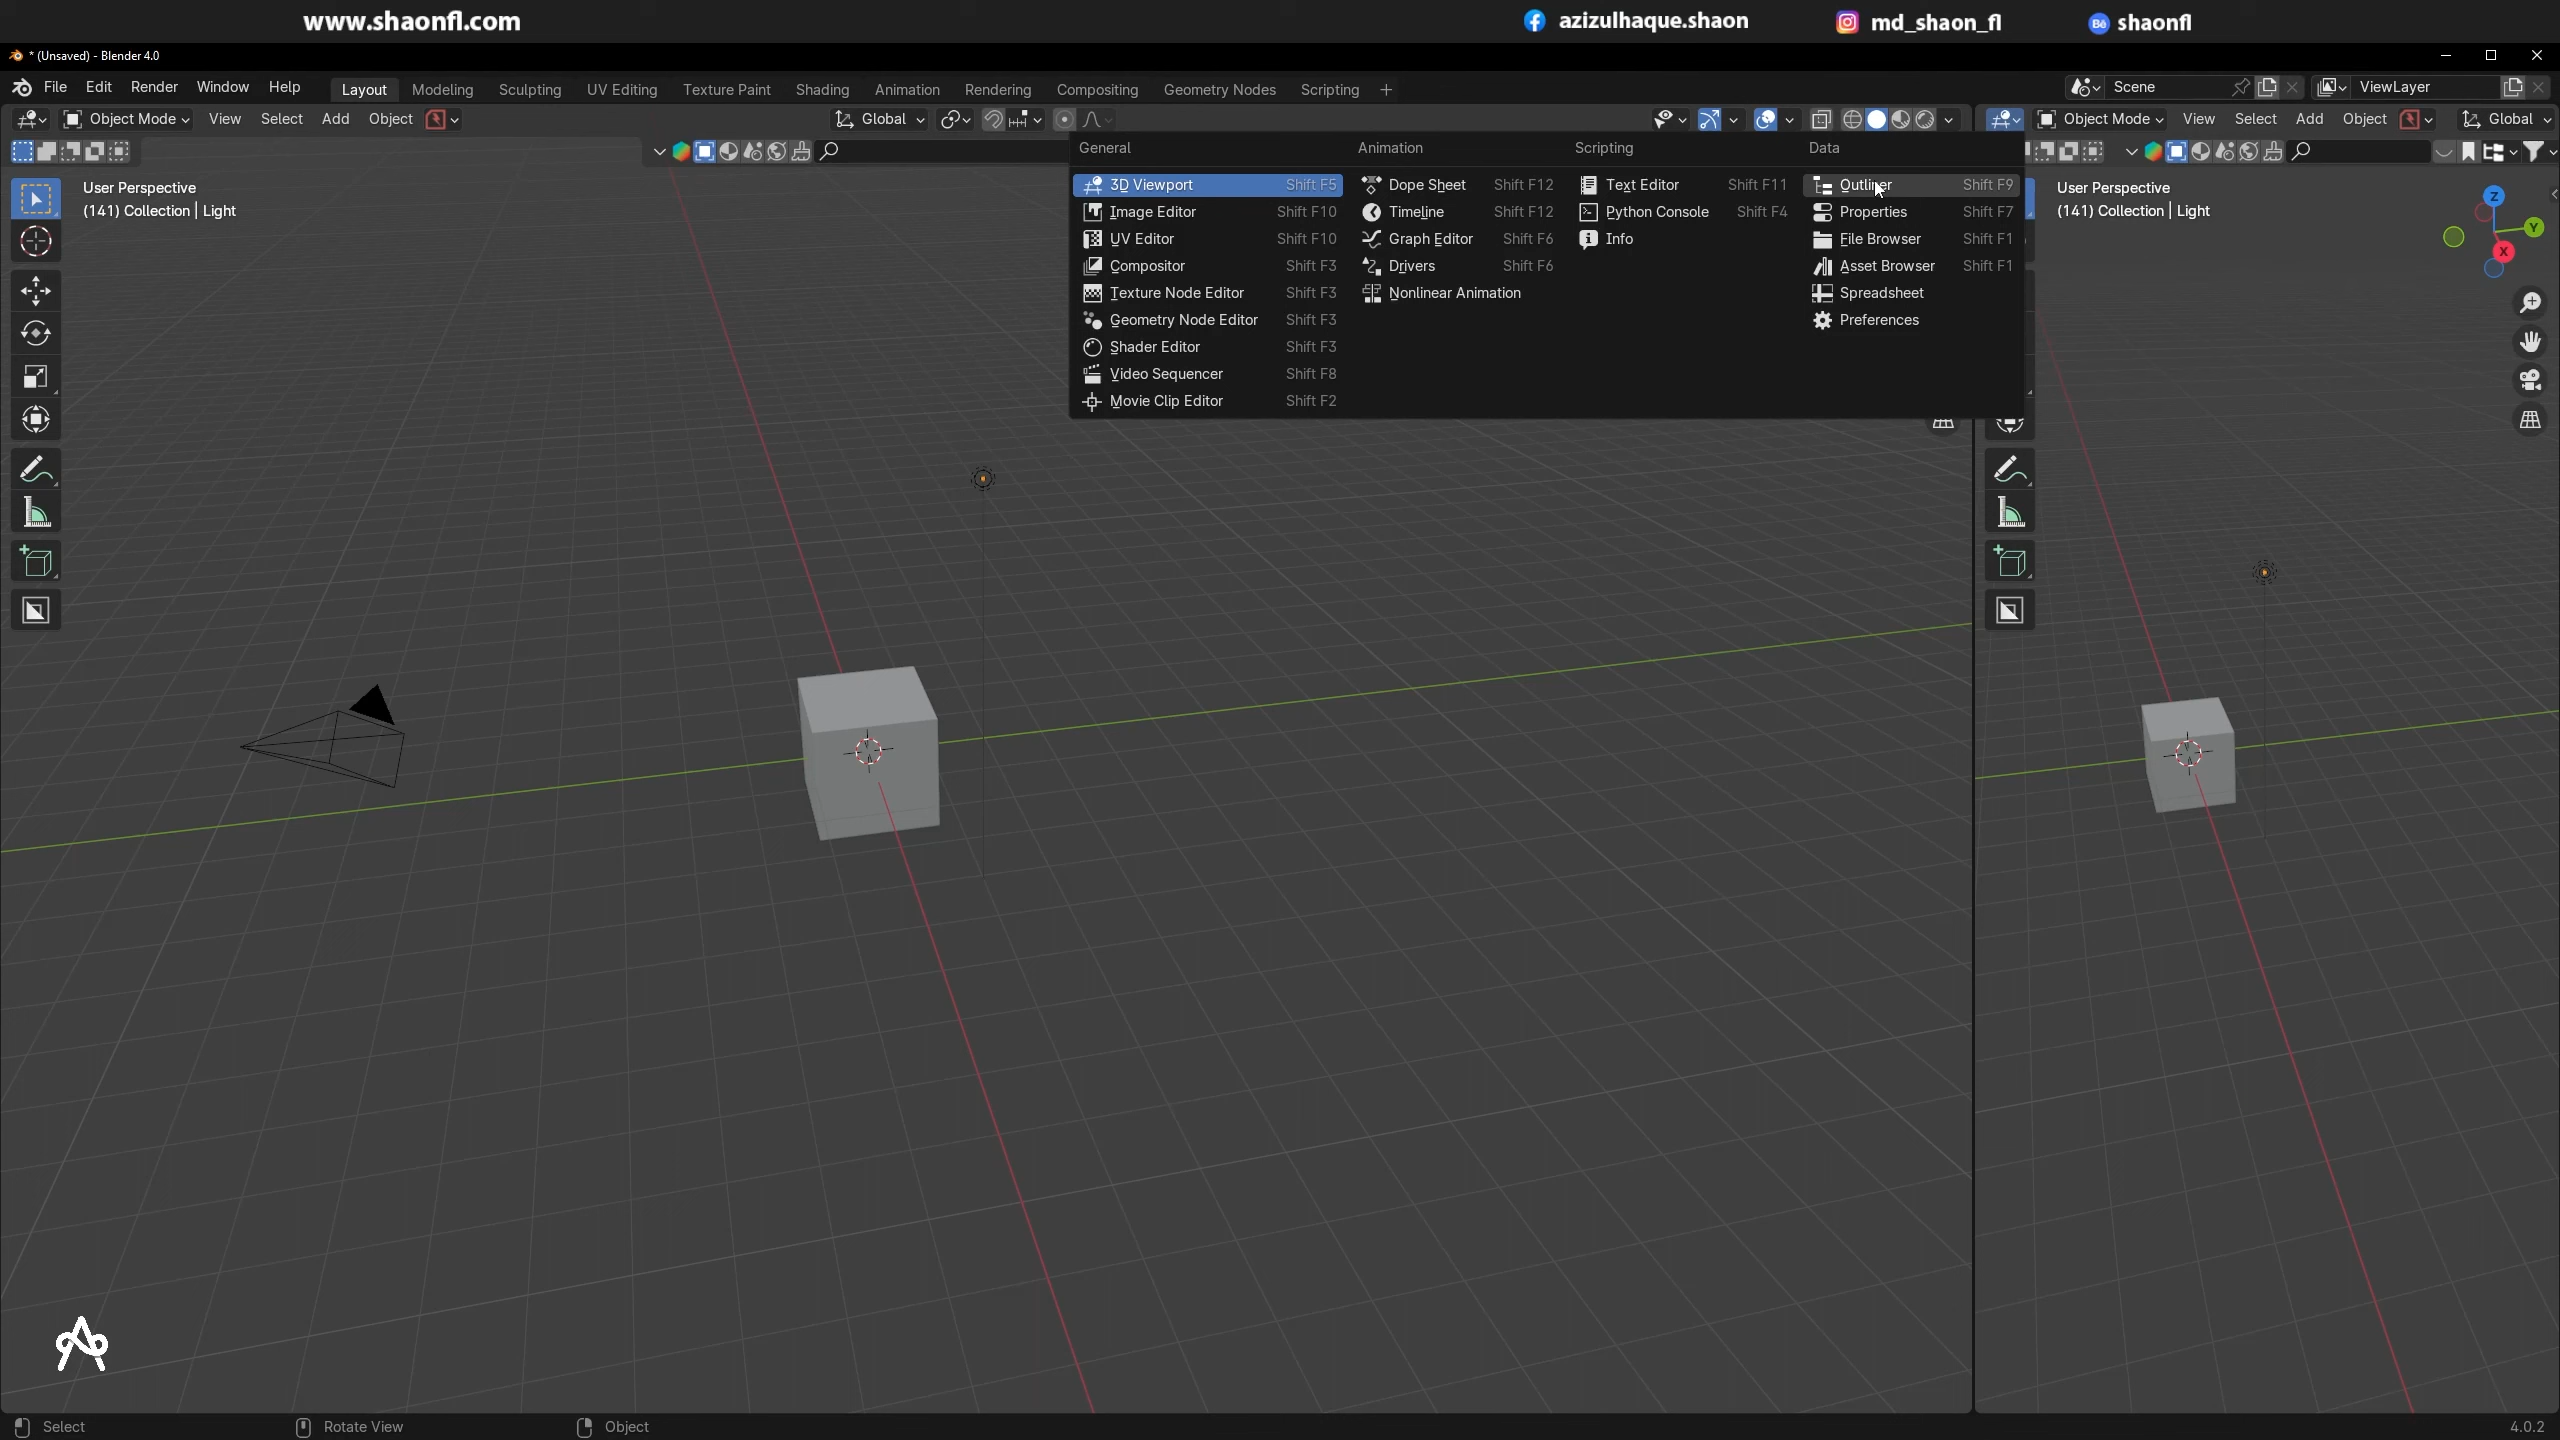 www.shaonfl.com azizulhaque.shaon md_shaon_fl Bē shaonfl
* (Unsaved) - Blender 4.0
File Edit Render Window Help Layout Modeling Sculpting UV Editing Texture Paint Shading Animation Rendering Compositing Geometry Nodes Scripting + Scene ViewLayer
Object Mode View Select Add Object Global Object Mode View Select Add Object Global
General Animation Scripting Data
User Perspective
(141) Collection | Light
3D Viewport Shift F5
Image Editor Shift F10
UV Editor Shift F10
Compositor Shift F3
Texture Node Editor Shift F3
Geometry Node Editor Shift F3
Shader Editor Shift F3
Video Sequencer Shift F8
Movie Clip Editor Shift F2
Dope Sheet Shift F12
Timeline Shift F12
Graph Editor Shift F6
Drivers Shift F6
Nonlinear Animation
Text Editor Shift F11
Python Console Shift F4
Info
Outliner Shift F9
Properties Shift F7
File Browser Shift F1
Asset Browser Shift F1
Spreadsheet
Preferences
User Perspective
(141) Collection | Light
Z
Y
X
Select Rotate View Object 4.0.2